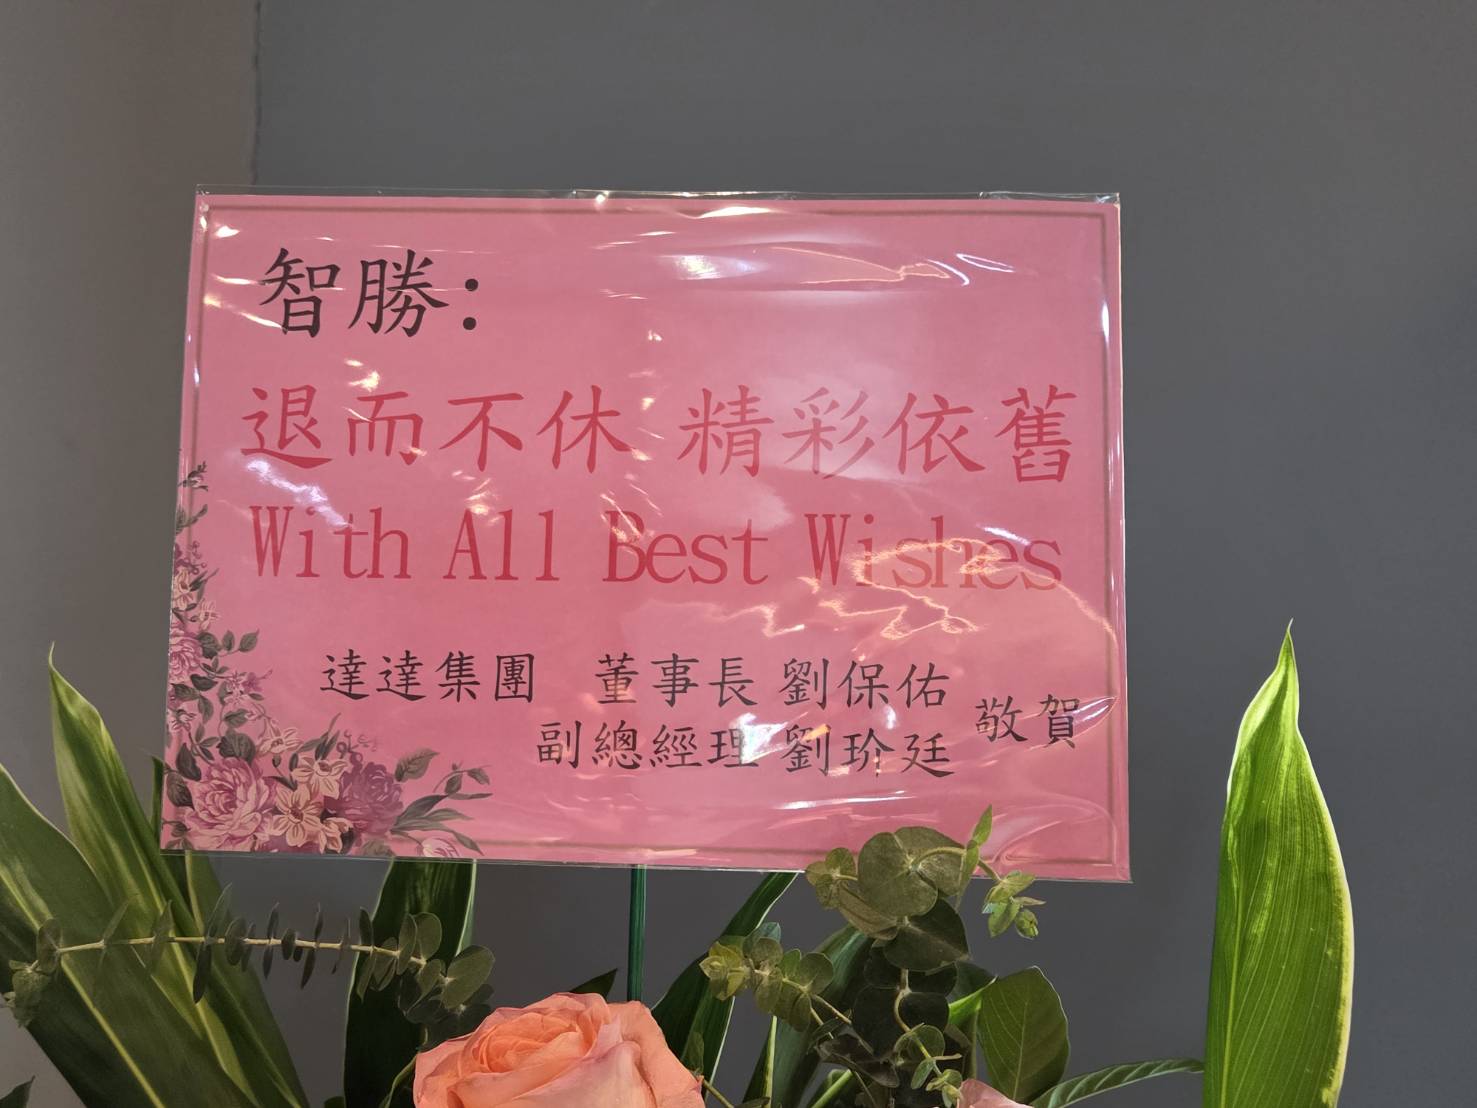 智勝：
退而不休 精彩依舊
With All Best Wishes
達達集團 董事長 劉保佑
副總經理 劉玠廷
敬賀